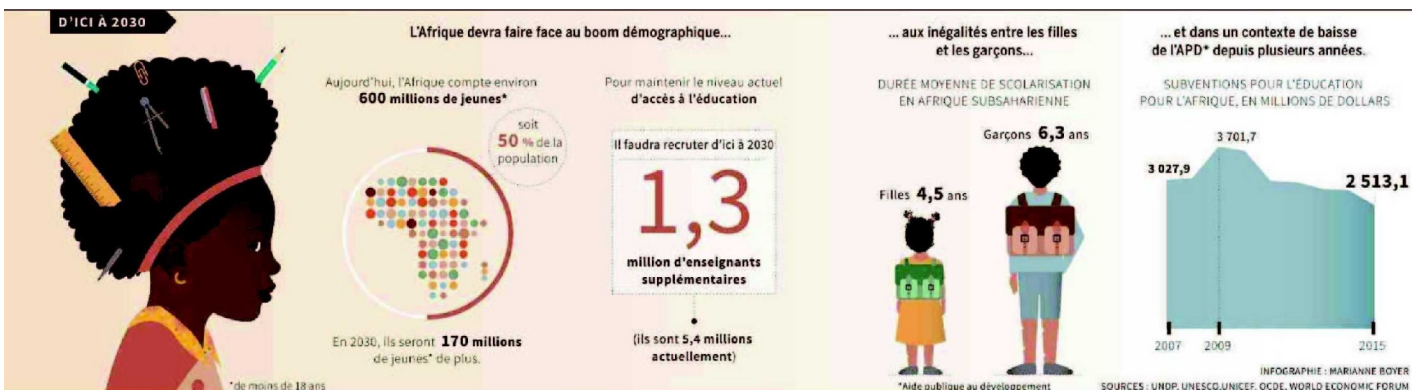 D'ICI À 2030
L'Afrique devra faire face au boom démographique...
Aujourd'hui, l'Afrique compte environ
600 millions de jeunes*
soit
50 % de la
population
En 2030, ils seront 170 millions
de jeunes* de plus.
*de moins de 18 ans
Pour maintenir le niveau actuel
d'accès à l'éducation
Il faudra recruter d'ici à 2030
1,3
million d'enseignants
supplémentaires
(ils sont 5,4 millions
actuellement)
... aux inégalités entre les filles
et les garçons...
DURÉE MOYENNE DE SCOLARISATION
EN AFRIQUE SUBSAHARIENNE
Garçons 6,3 ans
Filles 4,5 ans
*Aide publique au développement
... et dans un contexte de baisse
de l'APD* depuis plusieurs années.
SUBVENTIONS POUR L'ÉDUCATION
POUR L'AFRIQUE, EN MILLIONS DE DOLLARS
3 701,7
3 027,9
2 513,1
2007 2009 2015
INFOGRAPHIE : MARIANNE BOYER
SOURCES : UNDP, UNESCO,UNICEF, OCDE, WORLD ECONOMIC FORUM